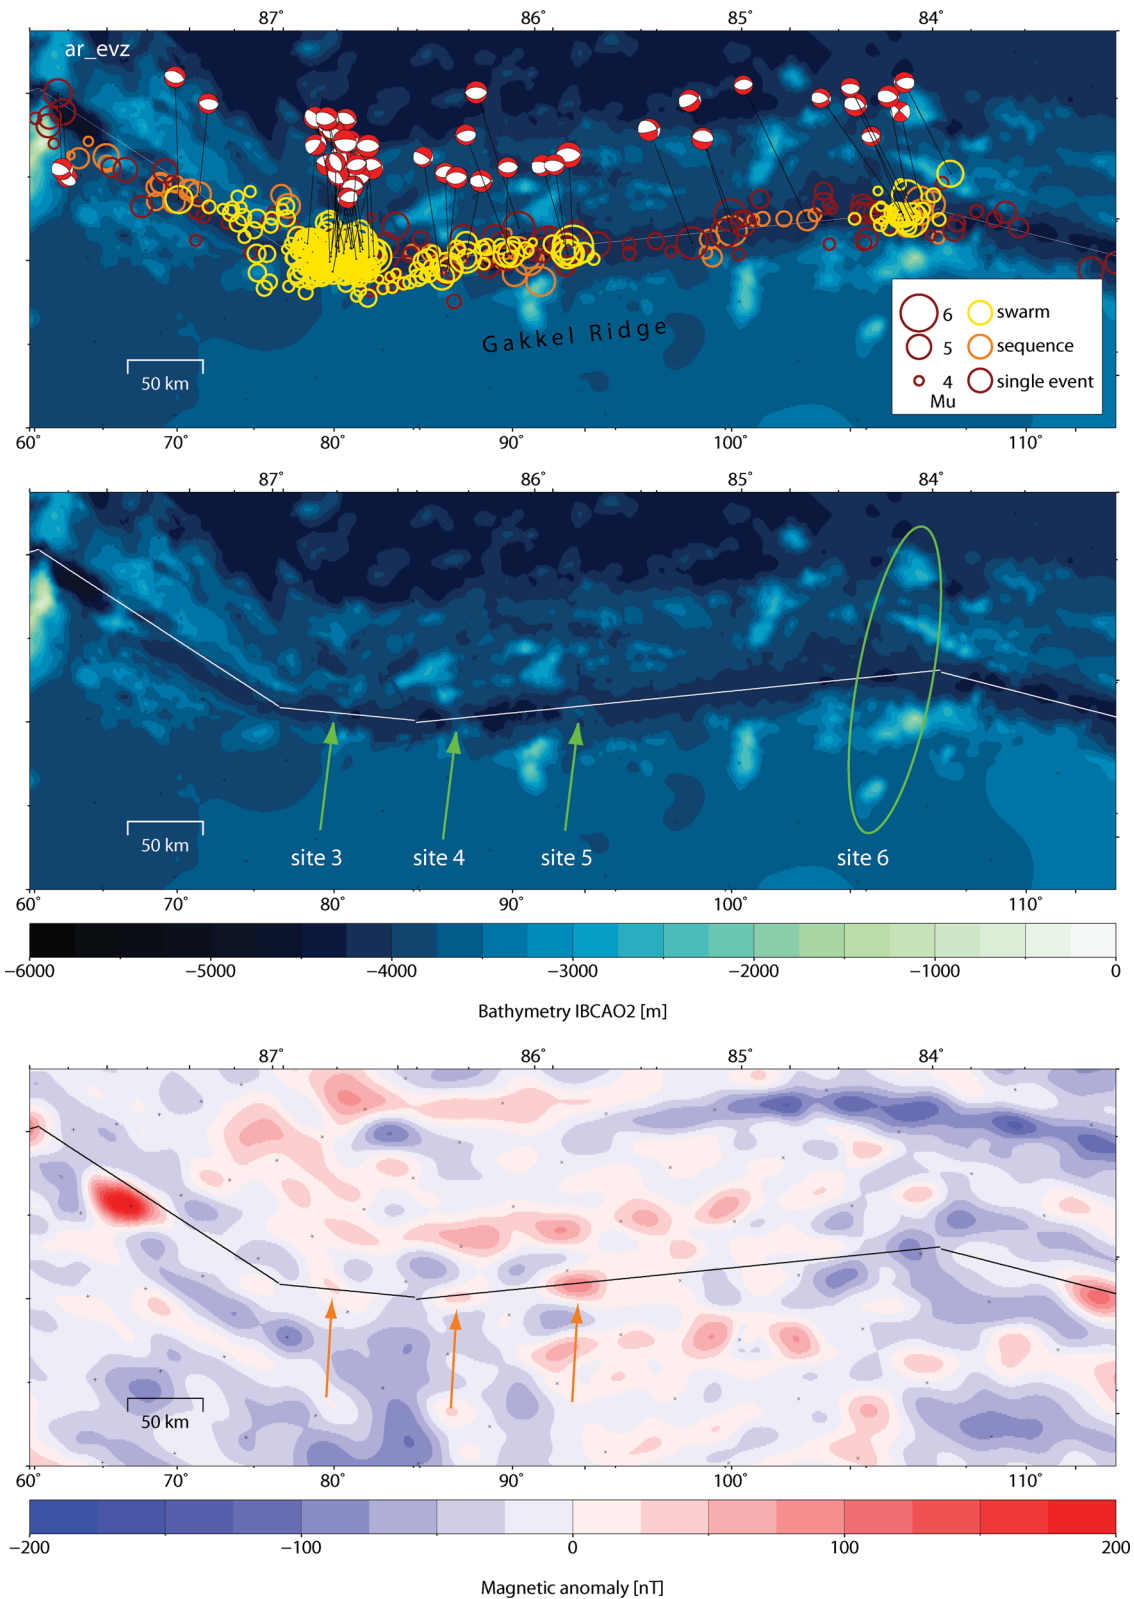 87˚ 86˚ 85˚ 84˚
ar_evz
Gakkel Ridge
6 swarm
5 sequence
4 single event
Mu
50 km
60˚ 70˚ 80˚ 90˚ 100˚ 110˚
87˚ 86˚ 85˚ 84˚
50 km
site 3 site 4 site 5 site 6
60˚ 70˚ 80˚ 90˚ 100˚ 110˚
−6000 −5000 −4000 −3000 −2000 −1000 0
Bathymetry IBCAO2 [m]
87˚ 86˚ 85˚ 84˚
50 km
60˚ 70˚ 80˚ 90˚ 100˚ 110˚
−200 −100 0 100 200
Magnetic anomaly [nT]